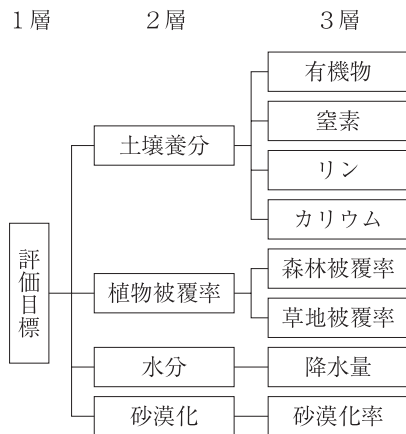 1層 2層 3層
評価目標
土壌養分
有機物
窒素
リン
カリウム
植物被覆率
森林被覆率
草地被覆率
水分
降水量
砂漠化
砂漠化率